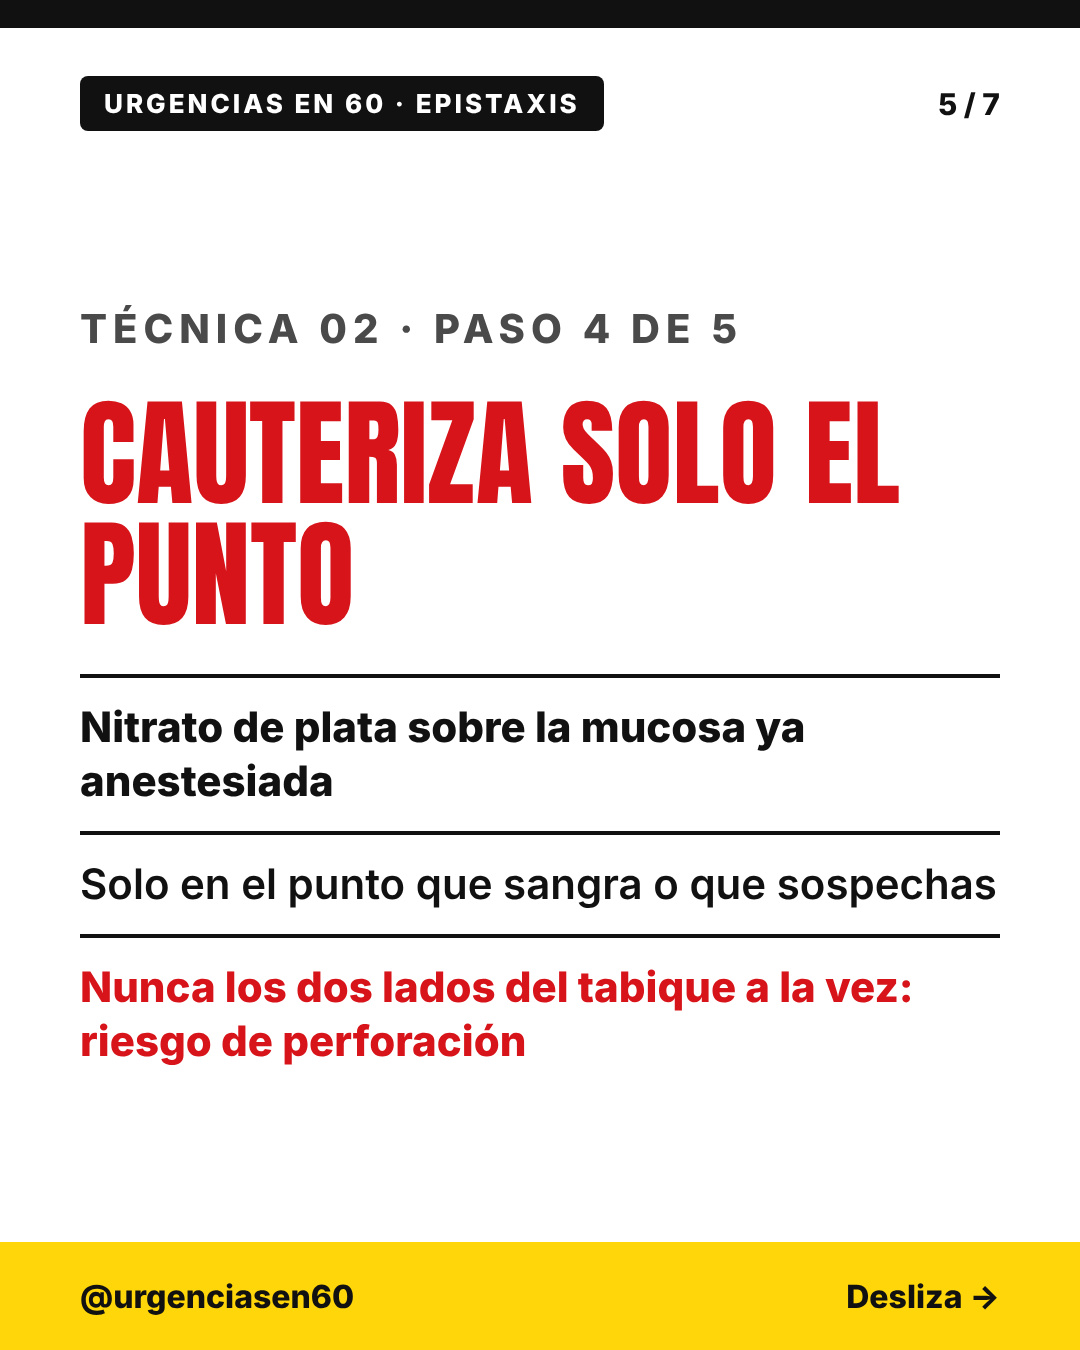 URGENCIAS EN 60 · EPISTAXIS
5 / 7
TÉCNICA 02 · PASO 4 DE 5
CAUTERIZA SOLO EL
PUNTO
Nitrato de plata sobre la mucosa ya
anestesiada
Solo en el punto que sangra o que sospechas
Nunca los dos lados del tabique a la vez:
riesgo de perforación
@urgenciasen60
Desliza →